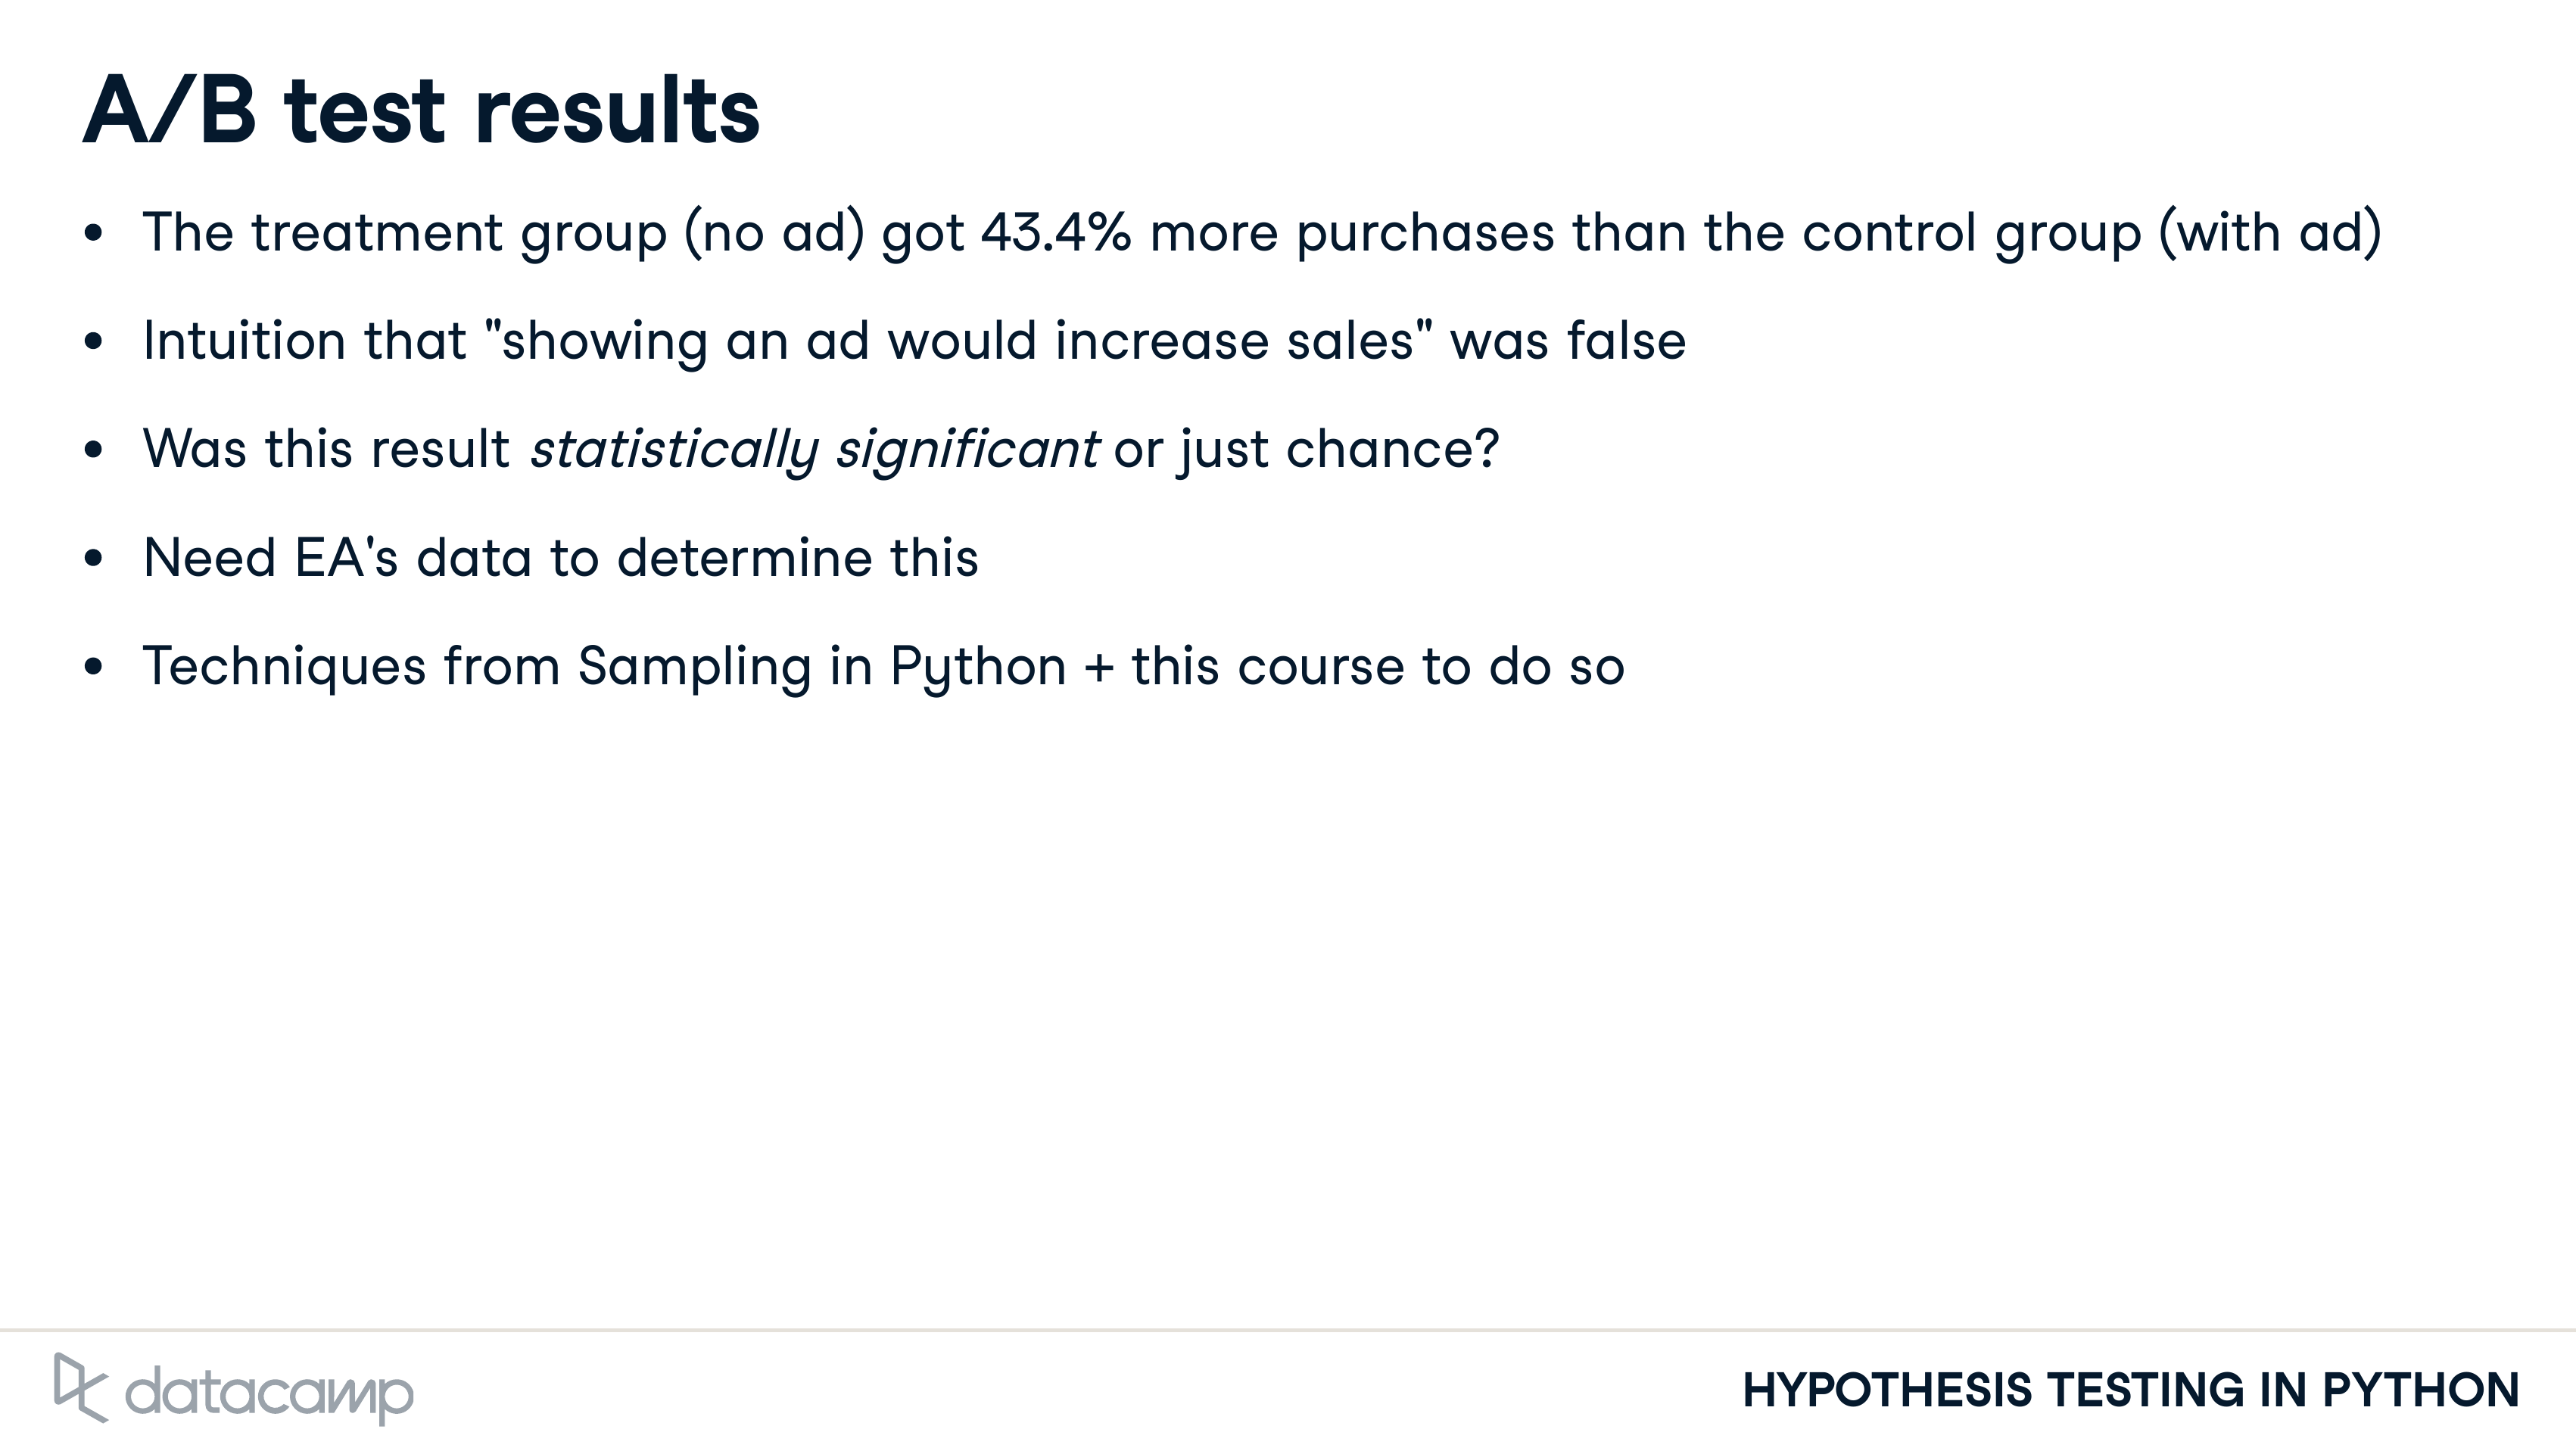 A/B test results
• The treatment group (no ad) got 43.4% more purchases than the control group (with ad)
• Intuition that "showing an ad would increase sales" was false
• Was this result statistically significant or just chance?
• Need EA's data to determine this
• Techniques from Sampling in Python + this course to do so
datacamp
HYPOTHESIS TESTING IN PYTHON